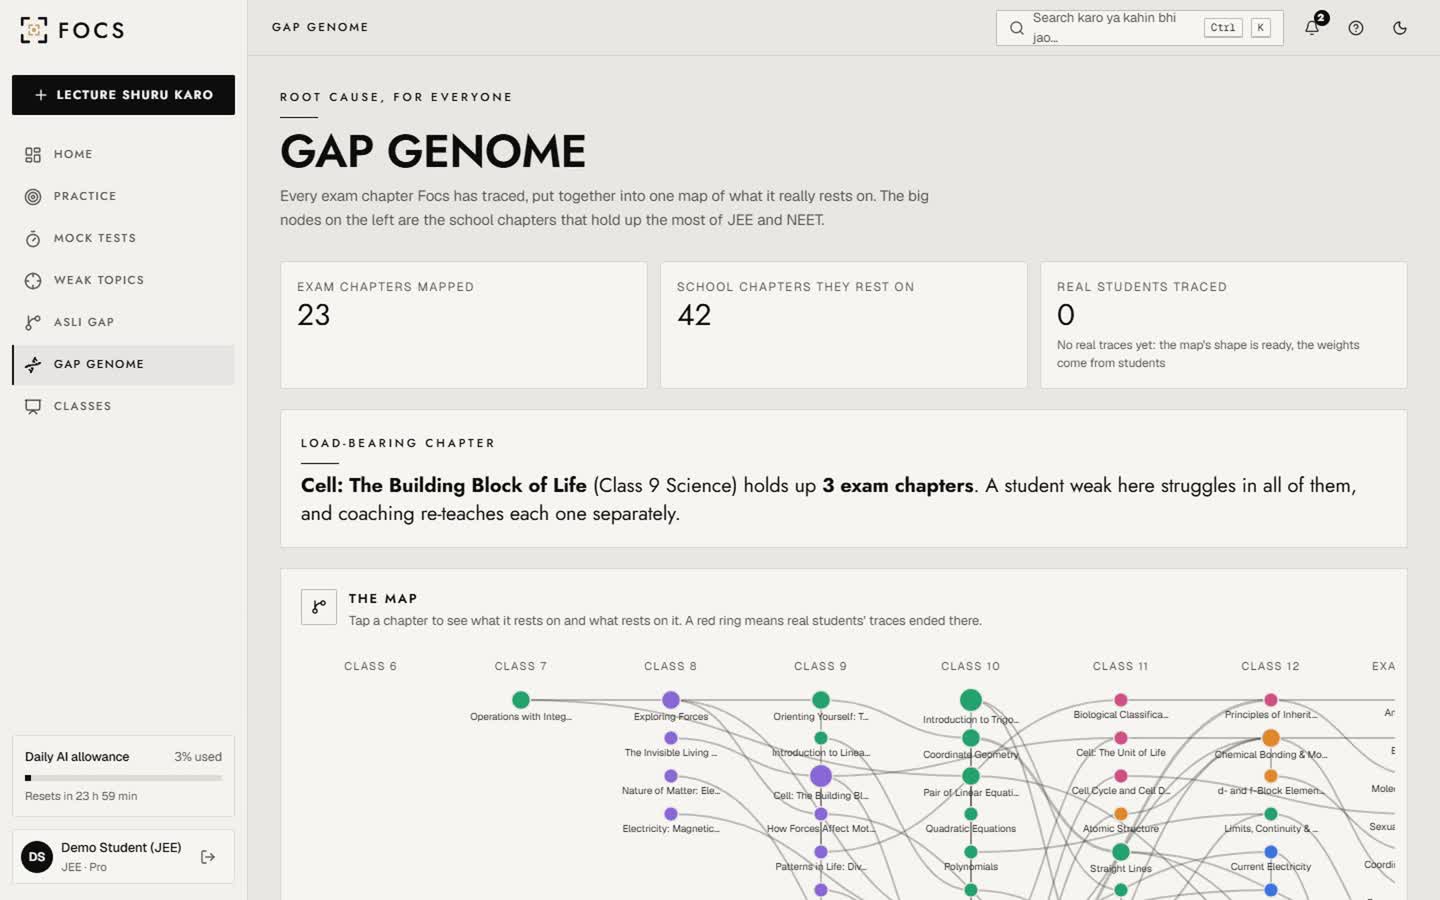 FOCS
GAP GENOME
Search karo ya kahin bhi
jao…
Ctrl K
2
LECTURE SHURU KARO
HOME
PRACTICE
MOCK TESTS
WEAK TOPICS
ASLI GAP
GAP GENOME
CLASSES
Daily AI allowance 3% used
Resets in 23 h 59 min
DS
Demo Student (JEE)
JEE · Pro
ROOT CAUSE, FOR EVERYONE
GAP GENOME
Every exam chapter Focs has traced, put together into one map of what it really rests on. The big
nodes on the left are the school chapters that hold up the most of JEE and NEET.
EXAM CHAPTERS MAPPED
23
SCHOOL CHAPTERS THEY REST ON
42
REAL STUDENTS TRACED
0
No real traces yet: the map's shape is ready, the weights
come from students
LOAD-BEARING CHAPTER
Cell: The Building Block of Life (Class 9 Science) holds up 3 exam chapters. A student weak here struggles in all of them,
and coaching re-teaches each one separately.
THE MAP
Tap a chapter to see what it rests on and what rests on it. A red ring means real students' traces ended there.
CLASS 6 CLASS 7 CLASS 8 CLASS 9 CLASS 10 CLASS 11 CLASS 12 EXA
Operations with Integ… Exploring Forces Orienting Yourself: T… Introduction to Trigo… Biological Classifica… Principles of Inherit… An
The Invisible Living … Introduction to Linea… Coordinate Geometry Cell: The Unit of Life Chemical Bonding & Mo…
Nature of Matter: Ele… Cell: The Building Bl… Pair of Linear Equati… Cell Cycle and Cell D… d- and f-Block Elemen… Mole
Electricity: Magnetic… How Forces Affect Mot… Quadratic Equations Atomic Structure Limits, Continuity & … Sexua
Patterns in Life: Div… Polynomials Straight Lines Current Electricity Coordi